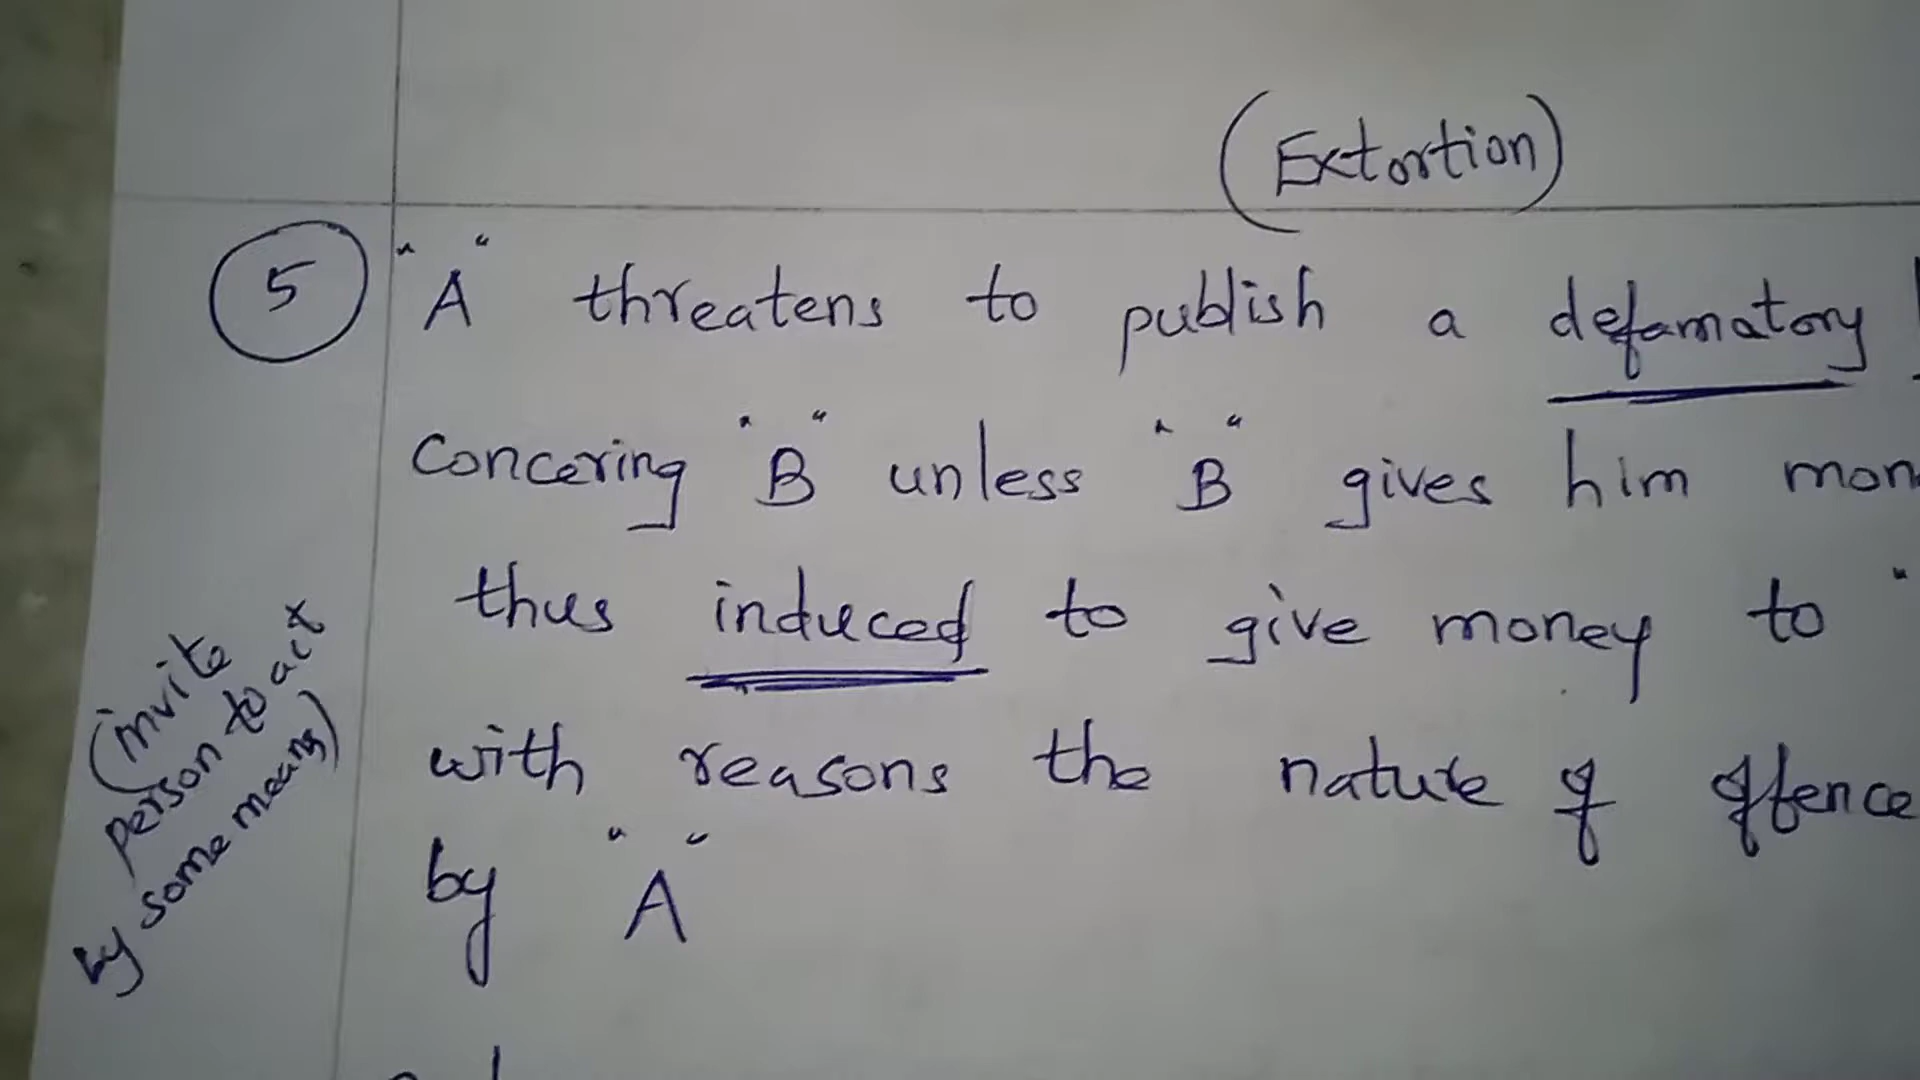 (Extortion)
5 "A" threatens to publish a defamatory
Concering "B" unless "B" gives him mon
thus induced to give money to "
with reasons the nature of offence
by "A"
(invite
person to act
by some means)